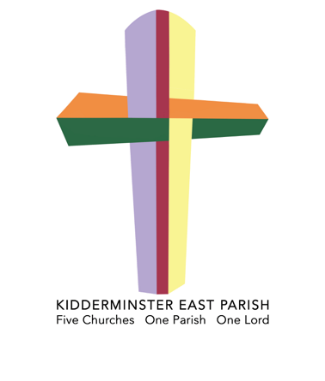 KIDDERMINSTER EAST PARISH
Five Churches One Parish One Lord